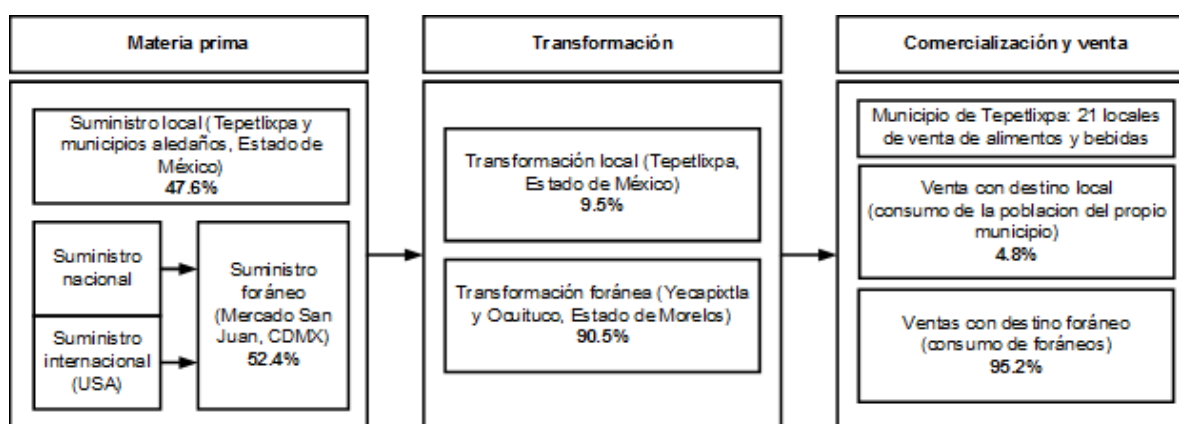 Materia prima
Suministro local (Tepetlixpa y
municipios aledaños, Estado de
México)
47.6%
Suministro
nacional
Suministro
internacional
(USA)
Suministro
foráneo
(Mercado San
Juan, CDMX)
52.4%
Transformación
Transformación local (Tepetlixpa,
Estado de México)
9.5%
Transformación foránea (Yecapixtla
y Ocuituco, Estado de Morelos)
90.5%
Comercialización y venta
Municipio de Tepetlixpa: 21 locales
de venta de alimentos y bebidas
Venta con destino local
(consumo de la poblacion del propio
municipio)
4.8%
Ventas con destino foráneo
(consumo de foráneos)
95.2%